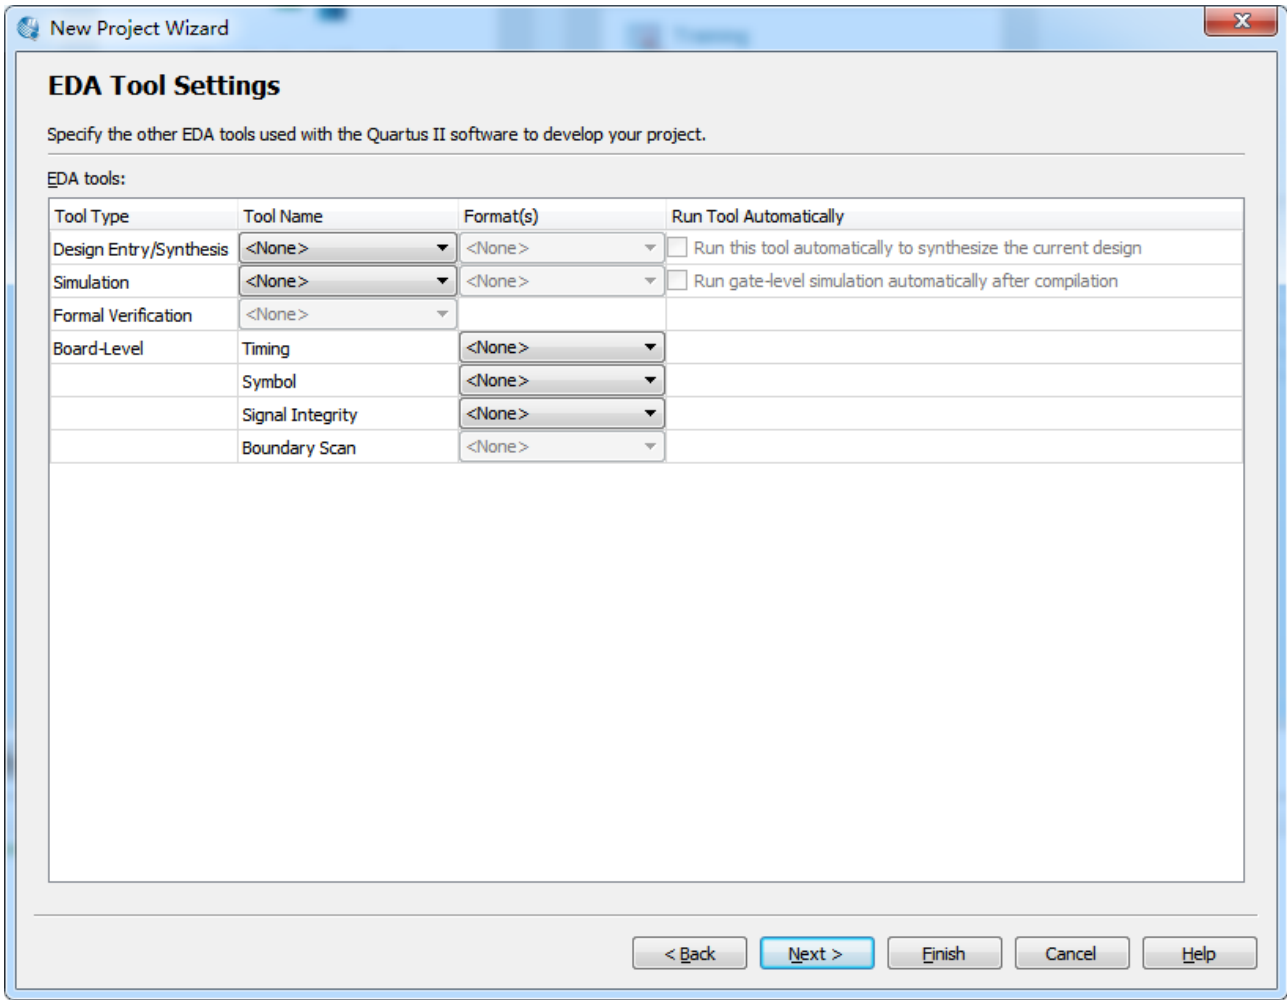 New Project Wizard
EDA Tool Settings
Specify the other EDA tools used with the Quartus II software to develop your project.
EDA tools:
Tool Type Tool Name Format(s) Run Tool Automatically
Design Entry/Synthesis <None> <None> Run this tool automatically to synthesize the current design
Simulation <None> <None> Run gate-level simulation automatically after compilation
Formal Verification <None>
Board-Level Timing <None>
Symbol <None>
Signal Integrity <None>
Boundary Scan <None>
< Back Next > Finish Cancel Help